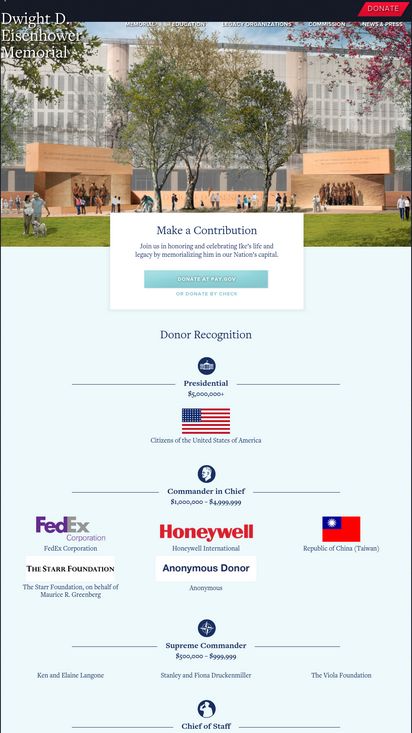 DONATE
Dwight D.
Eisenhower
Memorial
MEMORIAL
EDUCATION
LEGACY ORGANIZATIONS
COMMISSION
NEWS & PRESS
Make a Contribution
Join us in honoring and celebrating Ike's life and
legacy by memorializing him in our Nation's capital.
DONATE AT PAY.GOV
OR DONATE BY CHECK
Donor Recognition
Presidential
$5,000,000+
Citizens of the United States of America
Commander in Chief
$1,000,000 – $4,999,999
FedEx
Corporation
FedEx Corporation
Honeywell
Honeywell International
Republic of China (Taiwan)
THE STARR FOUNDATION
The Starr Foundation, on behalf of
Maurice R. Greenberg
Anonymous Donor
Anonymous
Supreme Commander
$500,000 – $999,999
Ken and Elaine Langone
Stanley and Fiona Druckenmiller
The Viola Foundation
Chief of Staff